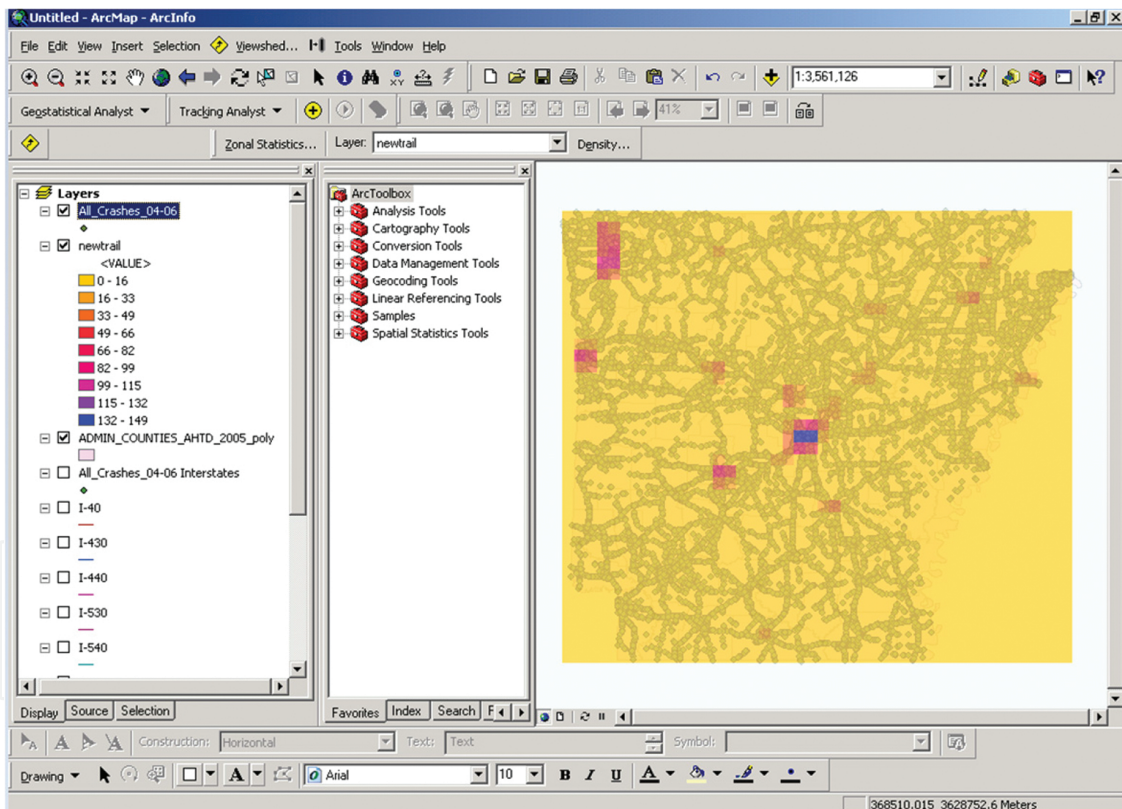 Untitled - ArcMap - ArcInfo
File Edit View Insert Selection Viewshed... Tools Window Help
1:3,561,126
Geostatistical Analyst Tracking Analyst 41%
Zonal Statistics... Layer: newtrail Density...
Layers
All_Crashes_04-06
newtrail
<VALUE>
0 - 16
16 - 33
33 - 49
49 - 66
66 - 82
82 - 99
99 - 115
115 - 132
132 - 149
ADMIN_COUNTIES_AHTD_2005_poly
All_Crashes_04-06 Interstates
I-40
I-430
I-440
I-530
I-540
Display Source Selection
ArcToolbox
Analysis Tools
Cartography Tools
Conversion Tools
Data Management Tools
Geocoding Tools
Linear Referencing Tools
Samples
Spatial Statistics Tools
Favorites Index Search
Construction: Horizontal Text: Text Symbol:
Drawing A Arial 10 B I U A
368510.015 3628752.6 Meters